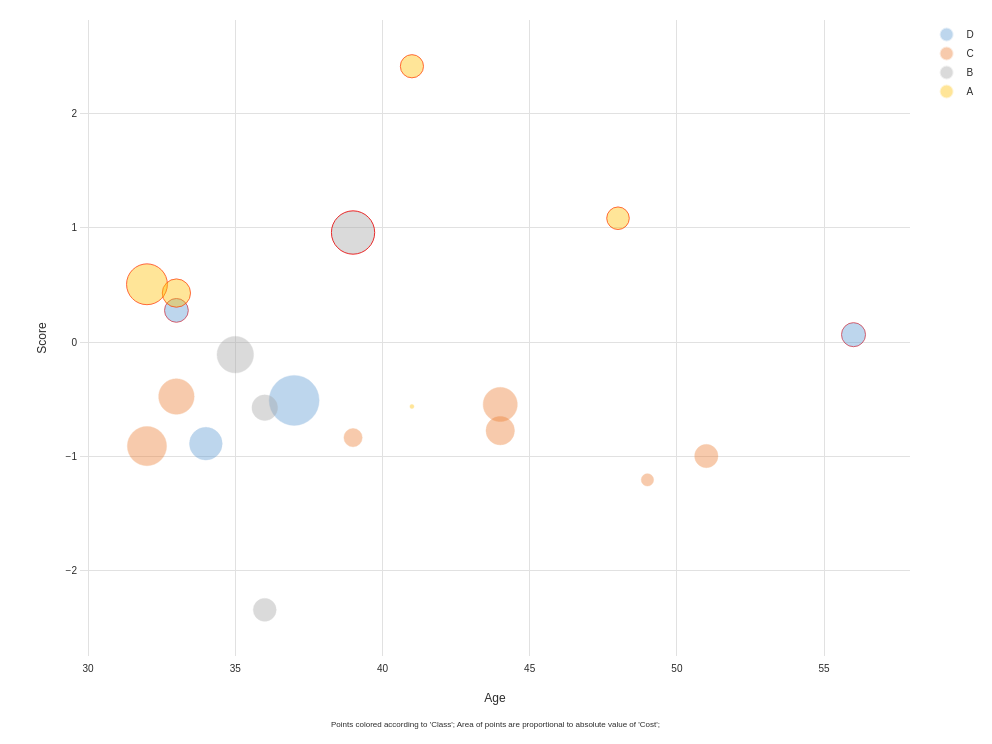 D
C
B
A
2
1
0
−1
−2
Score
30 35 40 45 50 55
Age
Points colored according to 'Class'; Area of points are proportional to absolute value of 'Cost';